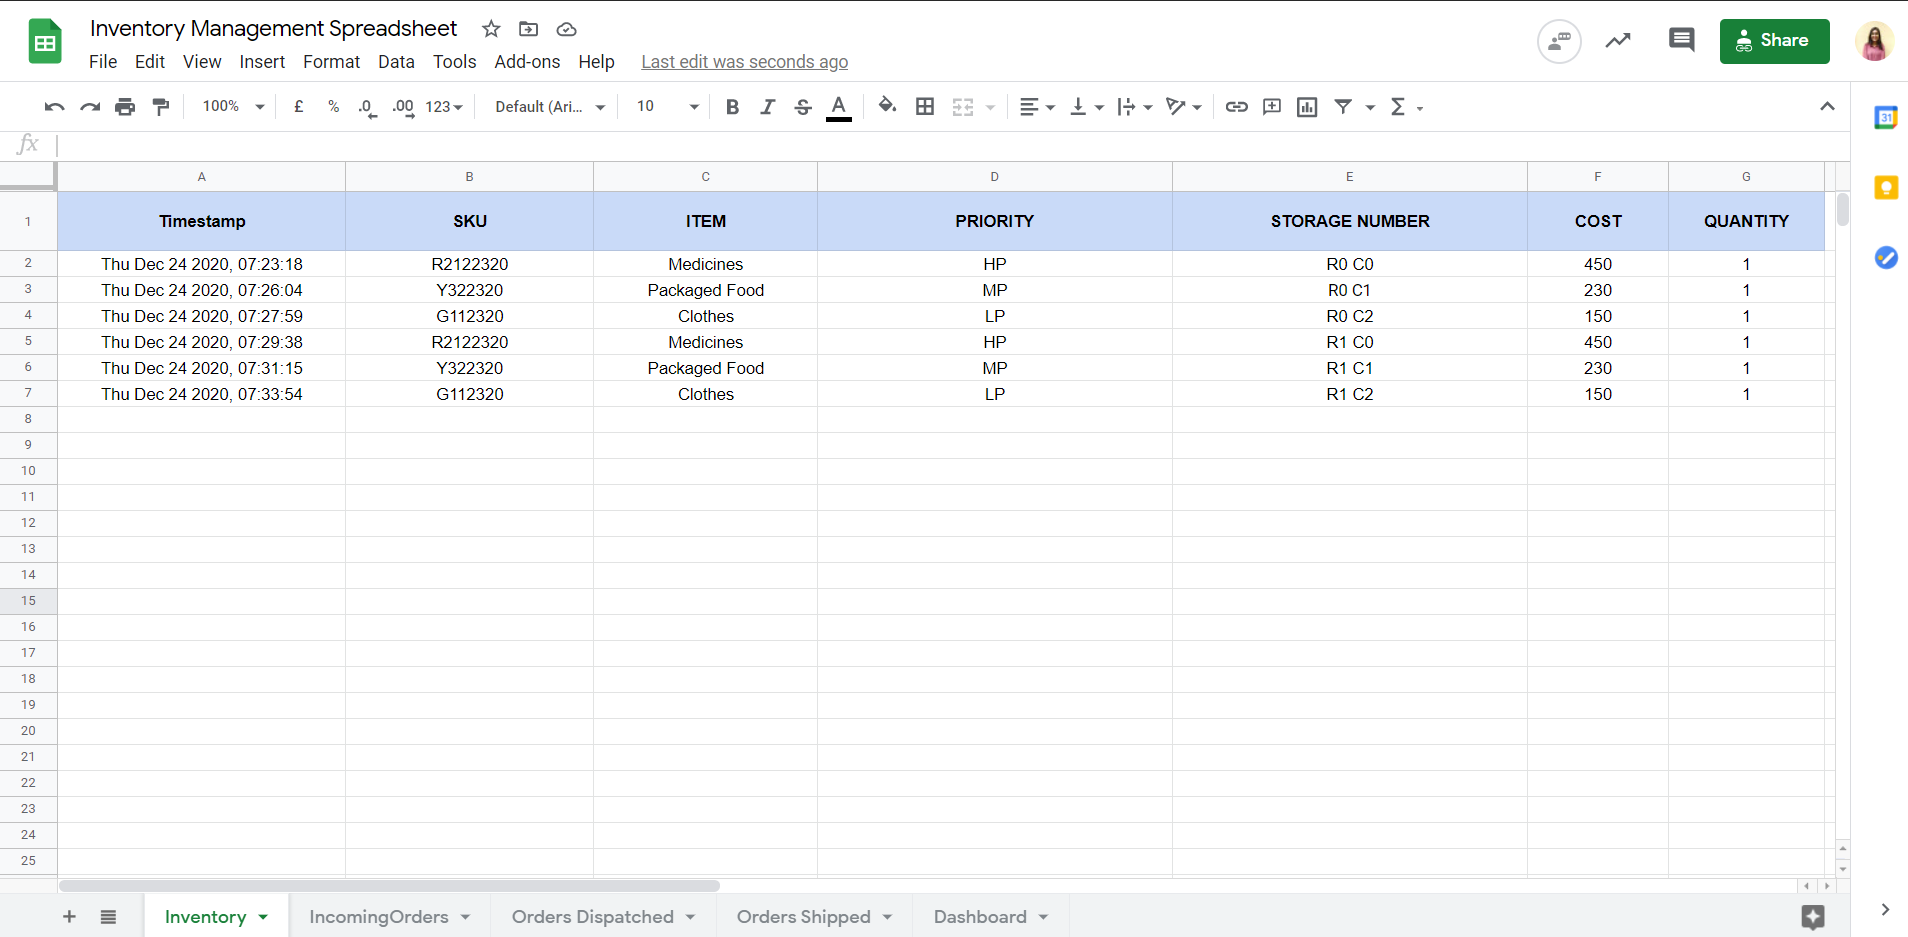 Inventory Management Spreadsheet
File Edit View Insert Format Data Tools Add-ons Help Last edit was seconds ago
Share
100% £ % .0 .00 123 Default (Ari... 10 B I S A Σ
31
fx
A B C D E F G
1 Timestamp SKU ITEM PRIORITY STORAGE NUMBER COST QUANTITY
2 Thu Dec 24 2020, 07:23:18 R2122320 Medicines HP R0 C0 450 1
3 Thu Dec 24 2020, 07:26:04 Y322320 Packaged Food MP R0 C1 230 1
4 Thu Dec 24 2020, 07:27:59 G112320 Clothes LP R0 C2 150 1
5 Thu Dec 24 2020, 07:29:38 R2122320 Medicines HP R1 C0 450 1
6 Thu Dec 24 2020, 07:31:15 Y322320 Packaged Food MP R1 C1 230 1
7 Thu Dec 24 2020, 07:33:54 G112320 Clothes LP R1 C2 150 1
8
9
10
11
12
13
14
15
16
17
18
19
20
21
22
23
24
25
Inventory IncomingOrders Orders Dispatched Orders Shipped Dashboard